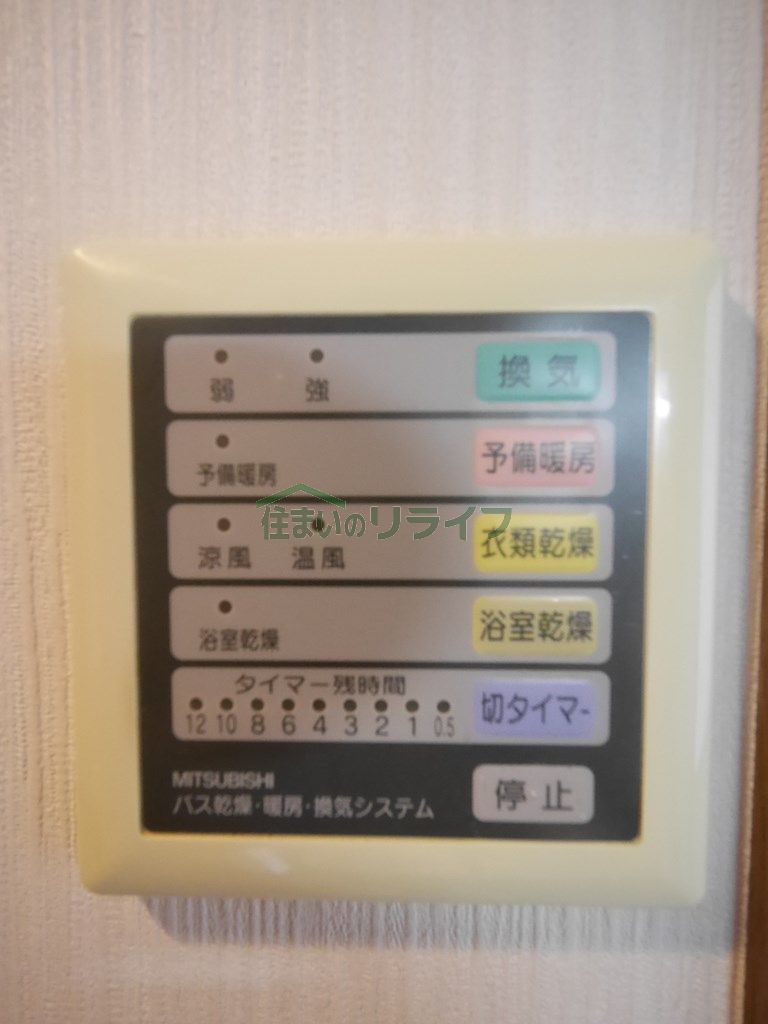 弱 強 換気
予備暖房 予備暖房
住まいのリライフ
涼風 温風 衣類乾燥
浴室乾燥 浴室乾燥
タイマー残時間
12 10 8 6 4 3 2 1 0.5 切タイマー
MITSUBISHI
バス乾燥・暖房・換気システム
停止